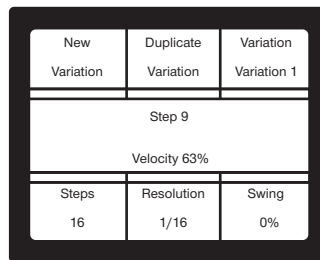 New Duplicate Variation
Variation Variation Variation 1
Step 9
Velocity 63%
Steps Resolution Swing
16 1/16 0%